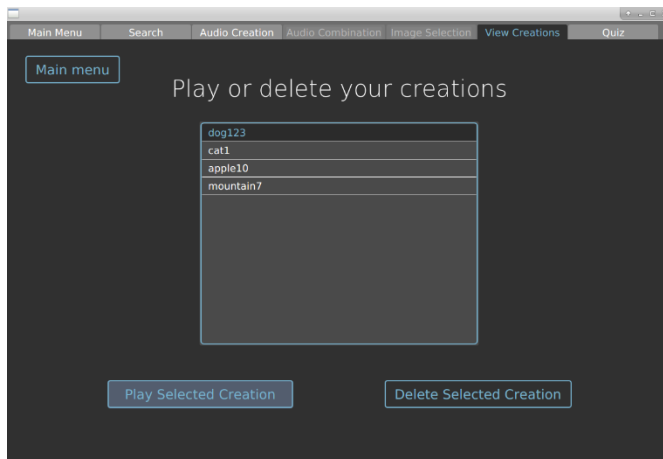 Main Menu Search Audio Creation Audio Combination Image Selection View Creations Quiz
Main menu
Play or delete your creations
dog123
cat1
apple10
mountain7
Play Selected Creation Delete Selected Creation